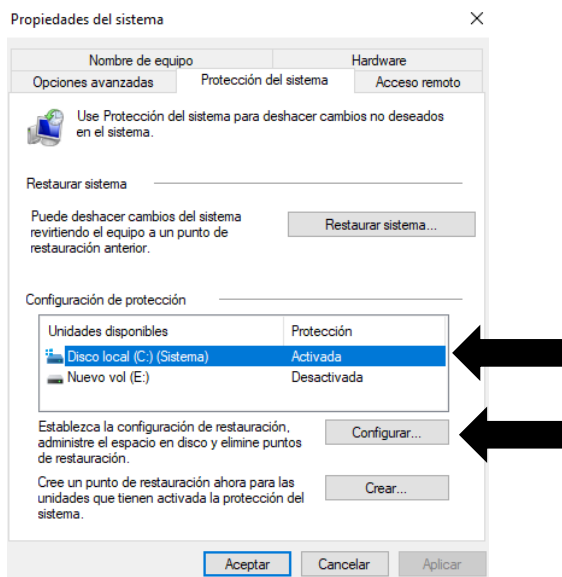 Propiedades del sistema
Nombre de equipo
Hardware
Opciones avanzadas
Protección del sistema
Acceso remoto
Use Protección del sistema para deshacer cambios no deseados
en el sistema.
Restaurar sistema
Puede deshacer cambios del sistema
revirtiendo el equipo a un punto de
restauración anterior.
Restaurar sistema...
Configuración de protección
Unidades disponibles
Protección
Disco local (C:) (Sistema)
Activada
Nuevo vol (E:)
Desactivada
Establezca la configuración de restauración,
administre el espacio en disco y elimine puntos
de restauración.
Configurar...
Cree un punto de restauración ahora para las
unidades que tienen activada la protección del
sistema.
Crear...
Aceptar
Cancelar
Aplicar